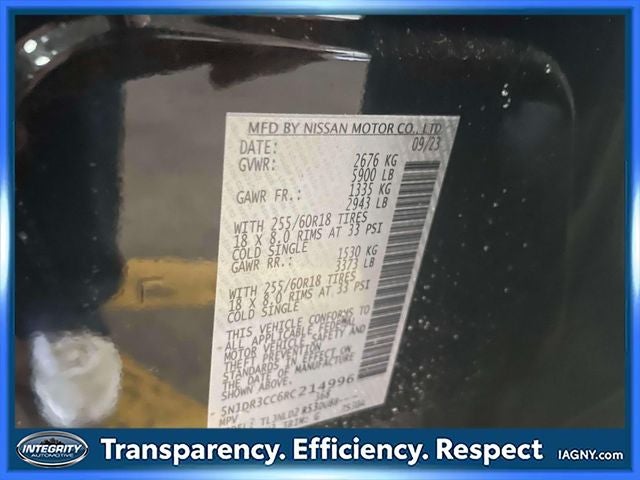 MFD BY NISSAN MOTOR CO., LTD
DATE: 09/23
GVWR: 2676 KG
5900 LB
GAWR FR.: 1335 KG
2943 LB
WITH 255/60R18 TIRES
18 X 8.0 RIMS AT 33 PSI
COLD SINGLE
GAWR RR.: 1530 KG
3373 LB
WITH 255/60R18 TIRES
18 X 8.0 RIMS AT 33 PSI
COLD SINGLE
THIS VEHICLE CONFORMS TO
ALL APPLICABLE FEDERAL
MOTOR VEHICLE SAFETY AND
THEFT PREVENTION
STANDARDS IN EFFECT ON
THE DATE OF MANUFACTURE
SHOWN ABOVE.
5N1DR3CC6RC214996
MPV 368
INTEGRITY
AUTOMOTIVE
Transparency. Efficiency. Respect
IAGNY.com